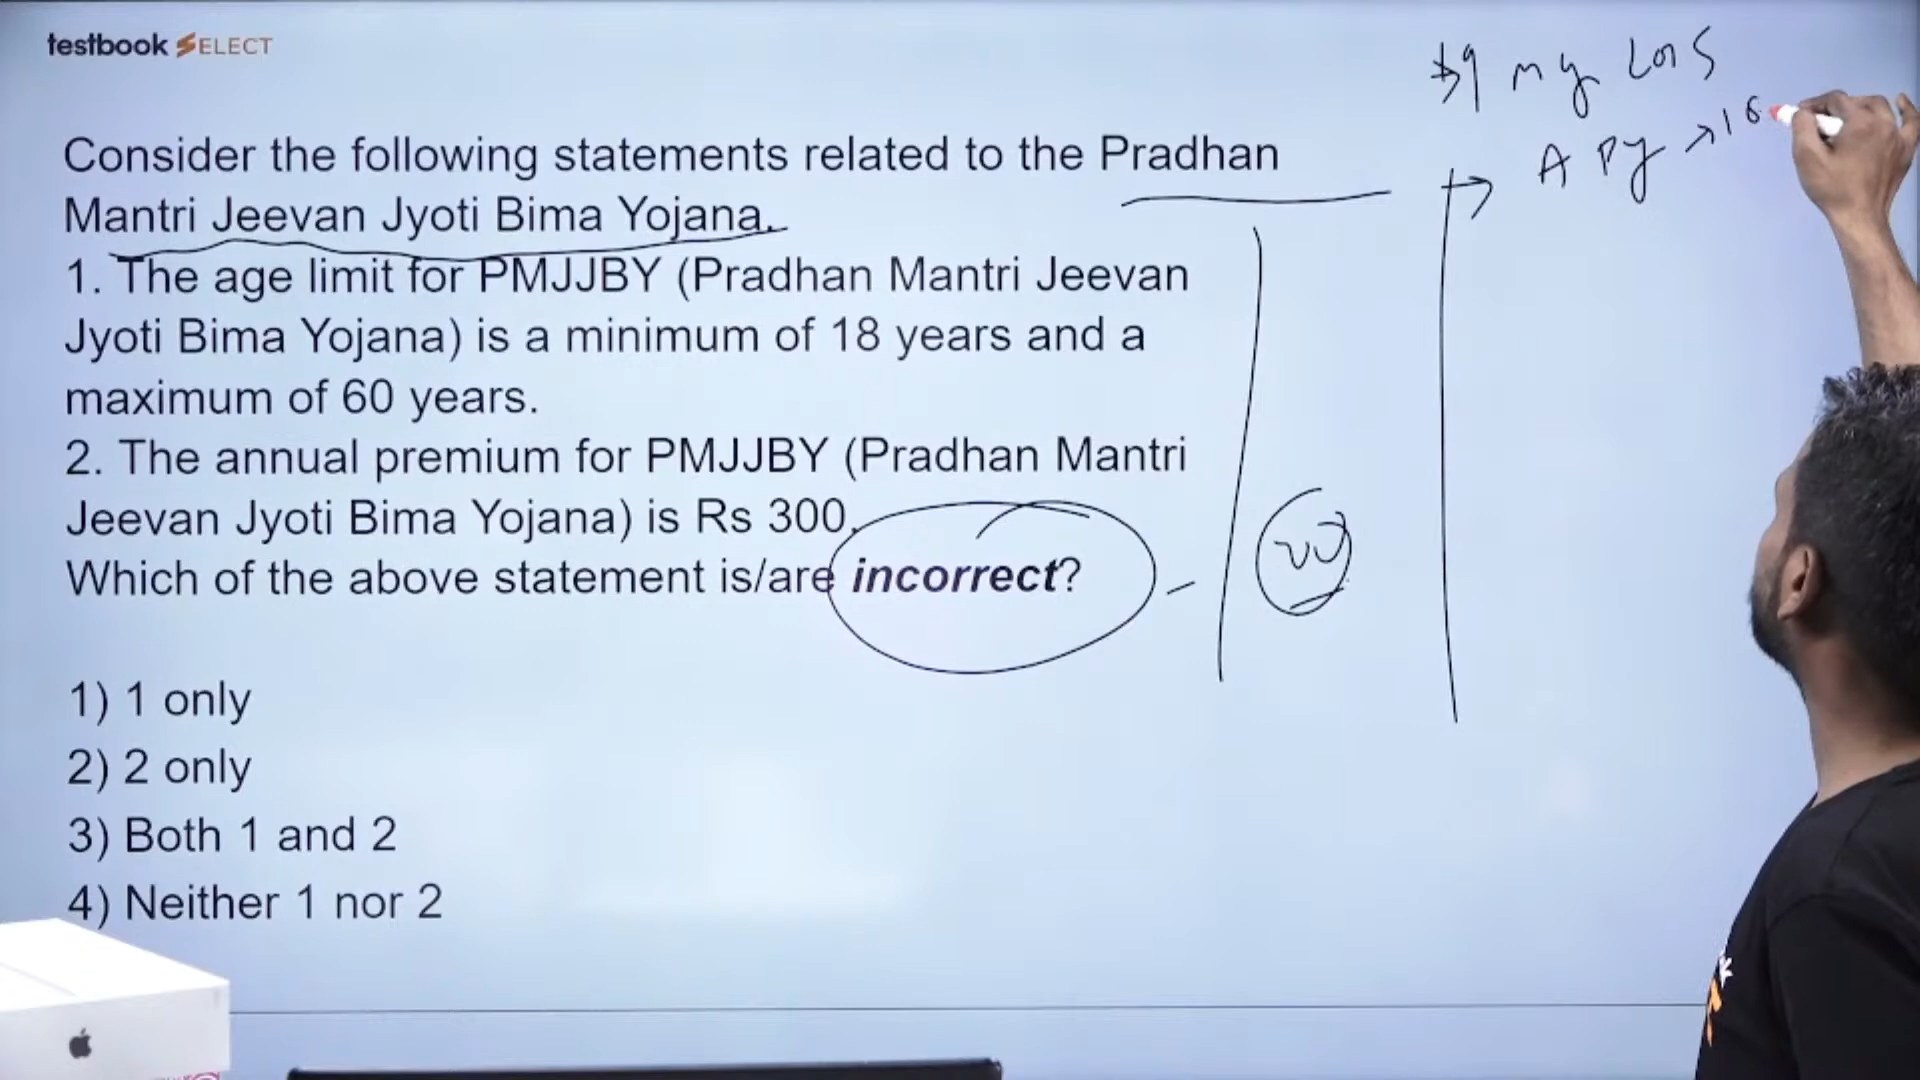 testbook SELECT
Consider the following statements related to the Pradhan
Mantri Jeevan Jyoti Bima Yojana.
1. The age limit for PMJJBY (Pradhan Mantri Jeevan
Jyoti Bima Yojana) is a minimum of 18 years and a
maximum of 60 years.
2. The annual premium for PMJJBY (Pradhan Mantri
Jeevan Jyoti Bima Yojana) is Rs 300.
Which of the above statement is/are incorrect?
1) 1 only
2) 2 only
3) Both 1 and 2
4) Neither 1 nor 2
APY → 18